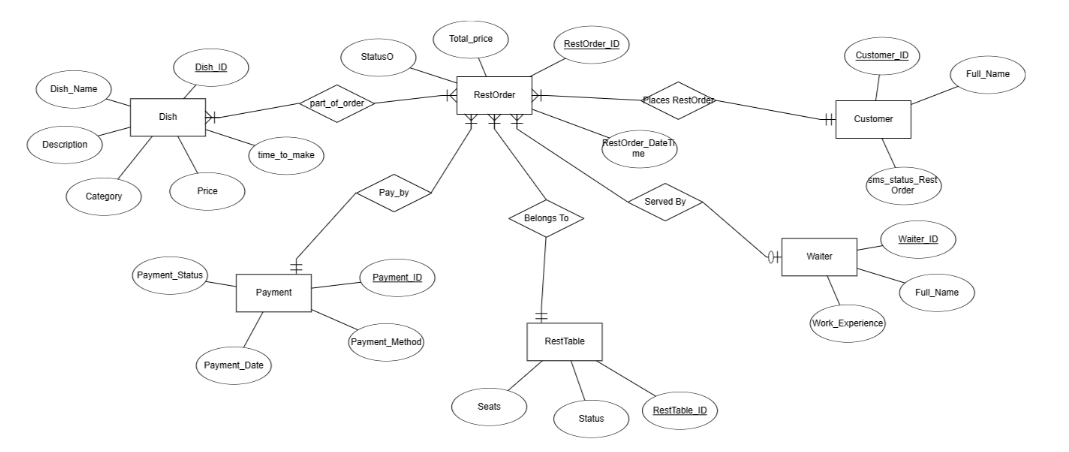 Total_price
StatusO
RestOrder_ID
Customer_ID
Dish_ID
Full_Name
Dish_Name
RestOrder
part_of_order
Places RestOrder
Dish
Customer
Description
time_to_make
RestOrder_DateTi
me
sms_status_Rest
Order
Category
Price
Pay_by
Served By
Belongs To
Waiter_ID
Waiter
Payment_Status
Payment_ID
Payment
Full_Name
Work_Experience
Payment_Method
RestTable
Payment_Date
Seats
Status
RestTable_ID